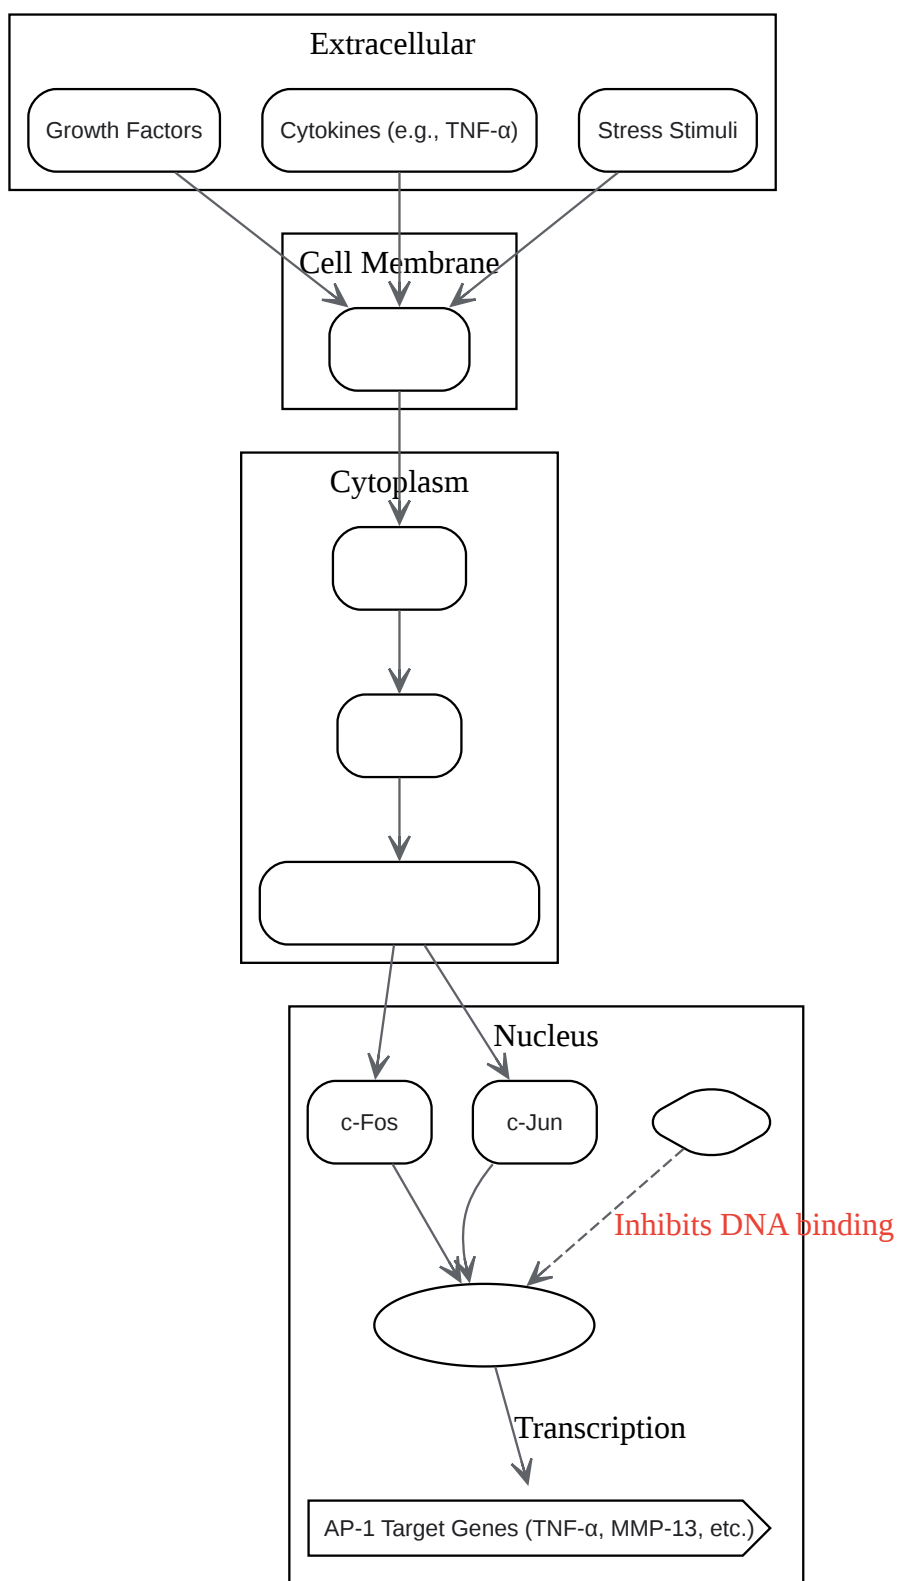 Extracellular
Growth Factors
Cytokines (e.g., TNF-α)
Stress Stimuli
Cell Membrane
Cytoplasm
Nucleus
c-Fos
c-Jun
Inhibits DNA binding
Transcription
AP-1 Target Genes (TNF-α, MMP-13, etc.)